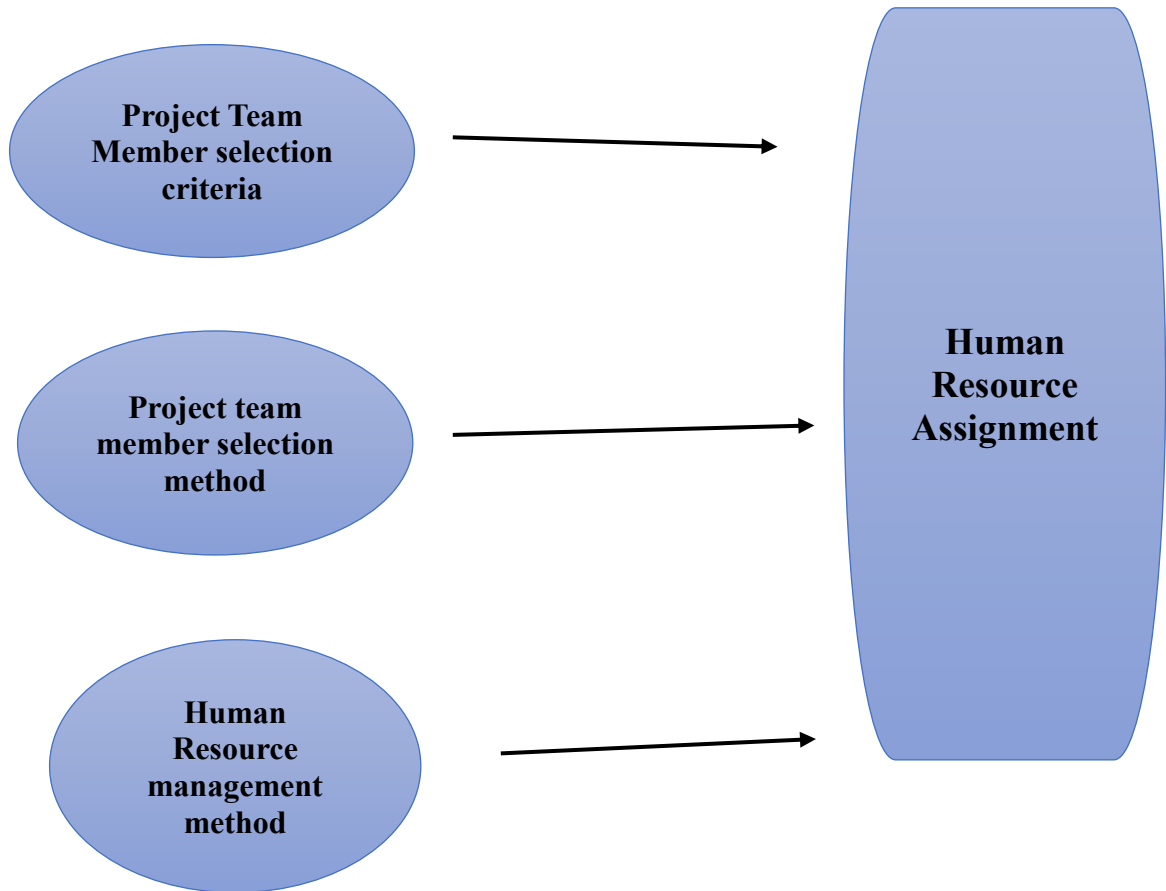 Project Team
Member selection
criteria
Project team
member selection
method
Human
Resource
management
method
Human
Resource
Assignment